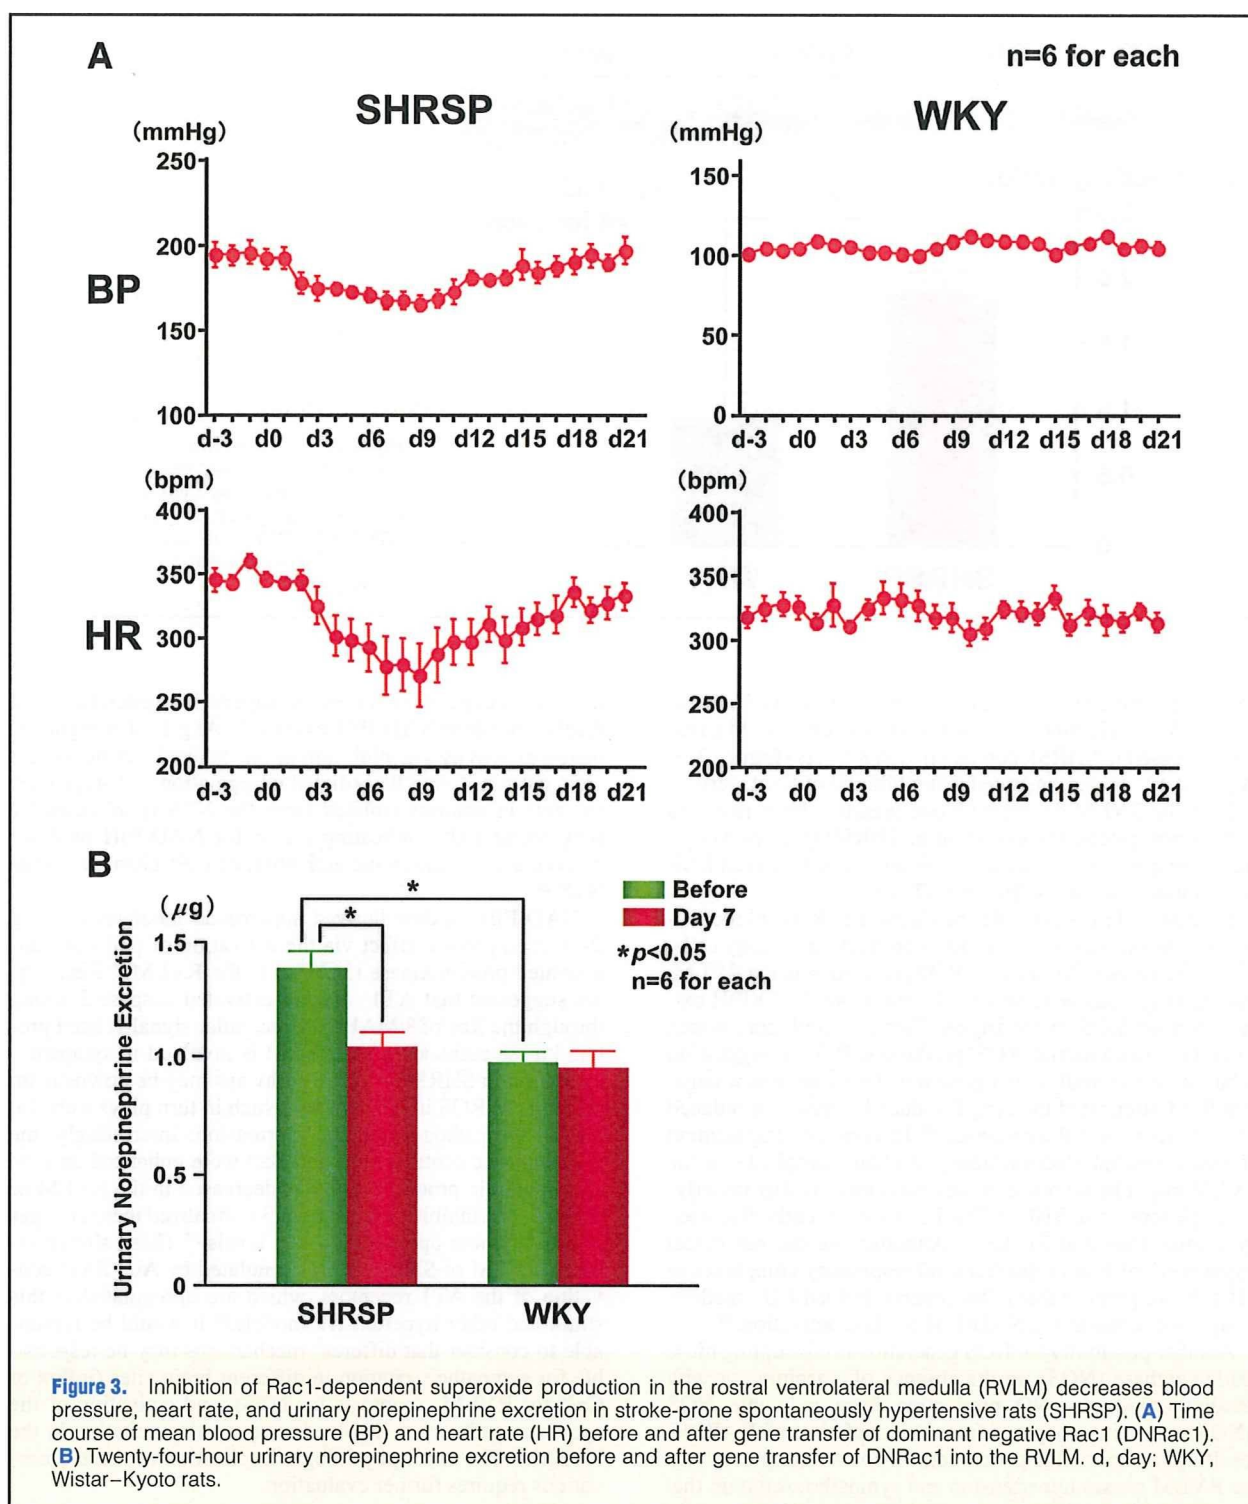 A
n=6 for each
SHRSP
WKY
(mmHg)
(mmHg)
250
200
150
100
BP
150
100
50
0
d-3 d0 d3 d6 d9 d12 d15 d18 d21
d-3 d0 d3 d6 d9 d12 d15 d18 d21
(bpm)
(bpm)
400
350
300
250
200
HR
400
350
300
250
200
d-3 d0 d3 d6 d9 d12 d15 d18 d21
d-3 d0 d3 d6 d9 d12 d15 d18 d21
B
(µg)
Urinary Norepinephrine Excretion
1.5
1.0
0.5
0
*
*
Before
Day 7
*p<0.05
n=6 for each
SHRSP
WKY
Figure 3. Inhibition of Rac1-dependent superoxide production in the rostral ventrolateral medulla (RVLM) decreases blood
pressure, heart rate, and urinary norepinephrine excretion in stroke-prone spontaneously hypertensive rats (SHRSP). (A) Time
course of mean blood pressure (BP) and heart rate (HR) before and after gene transfer of dominant negative Rac1 (DNRac1).
(B) Twenty-four-hour urinary norepinephrine excretion before and after gene transfer of DNRac1 into the RVLM. d, day; WKY,
Wistar–Kyoto rats.